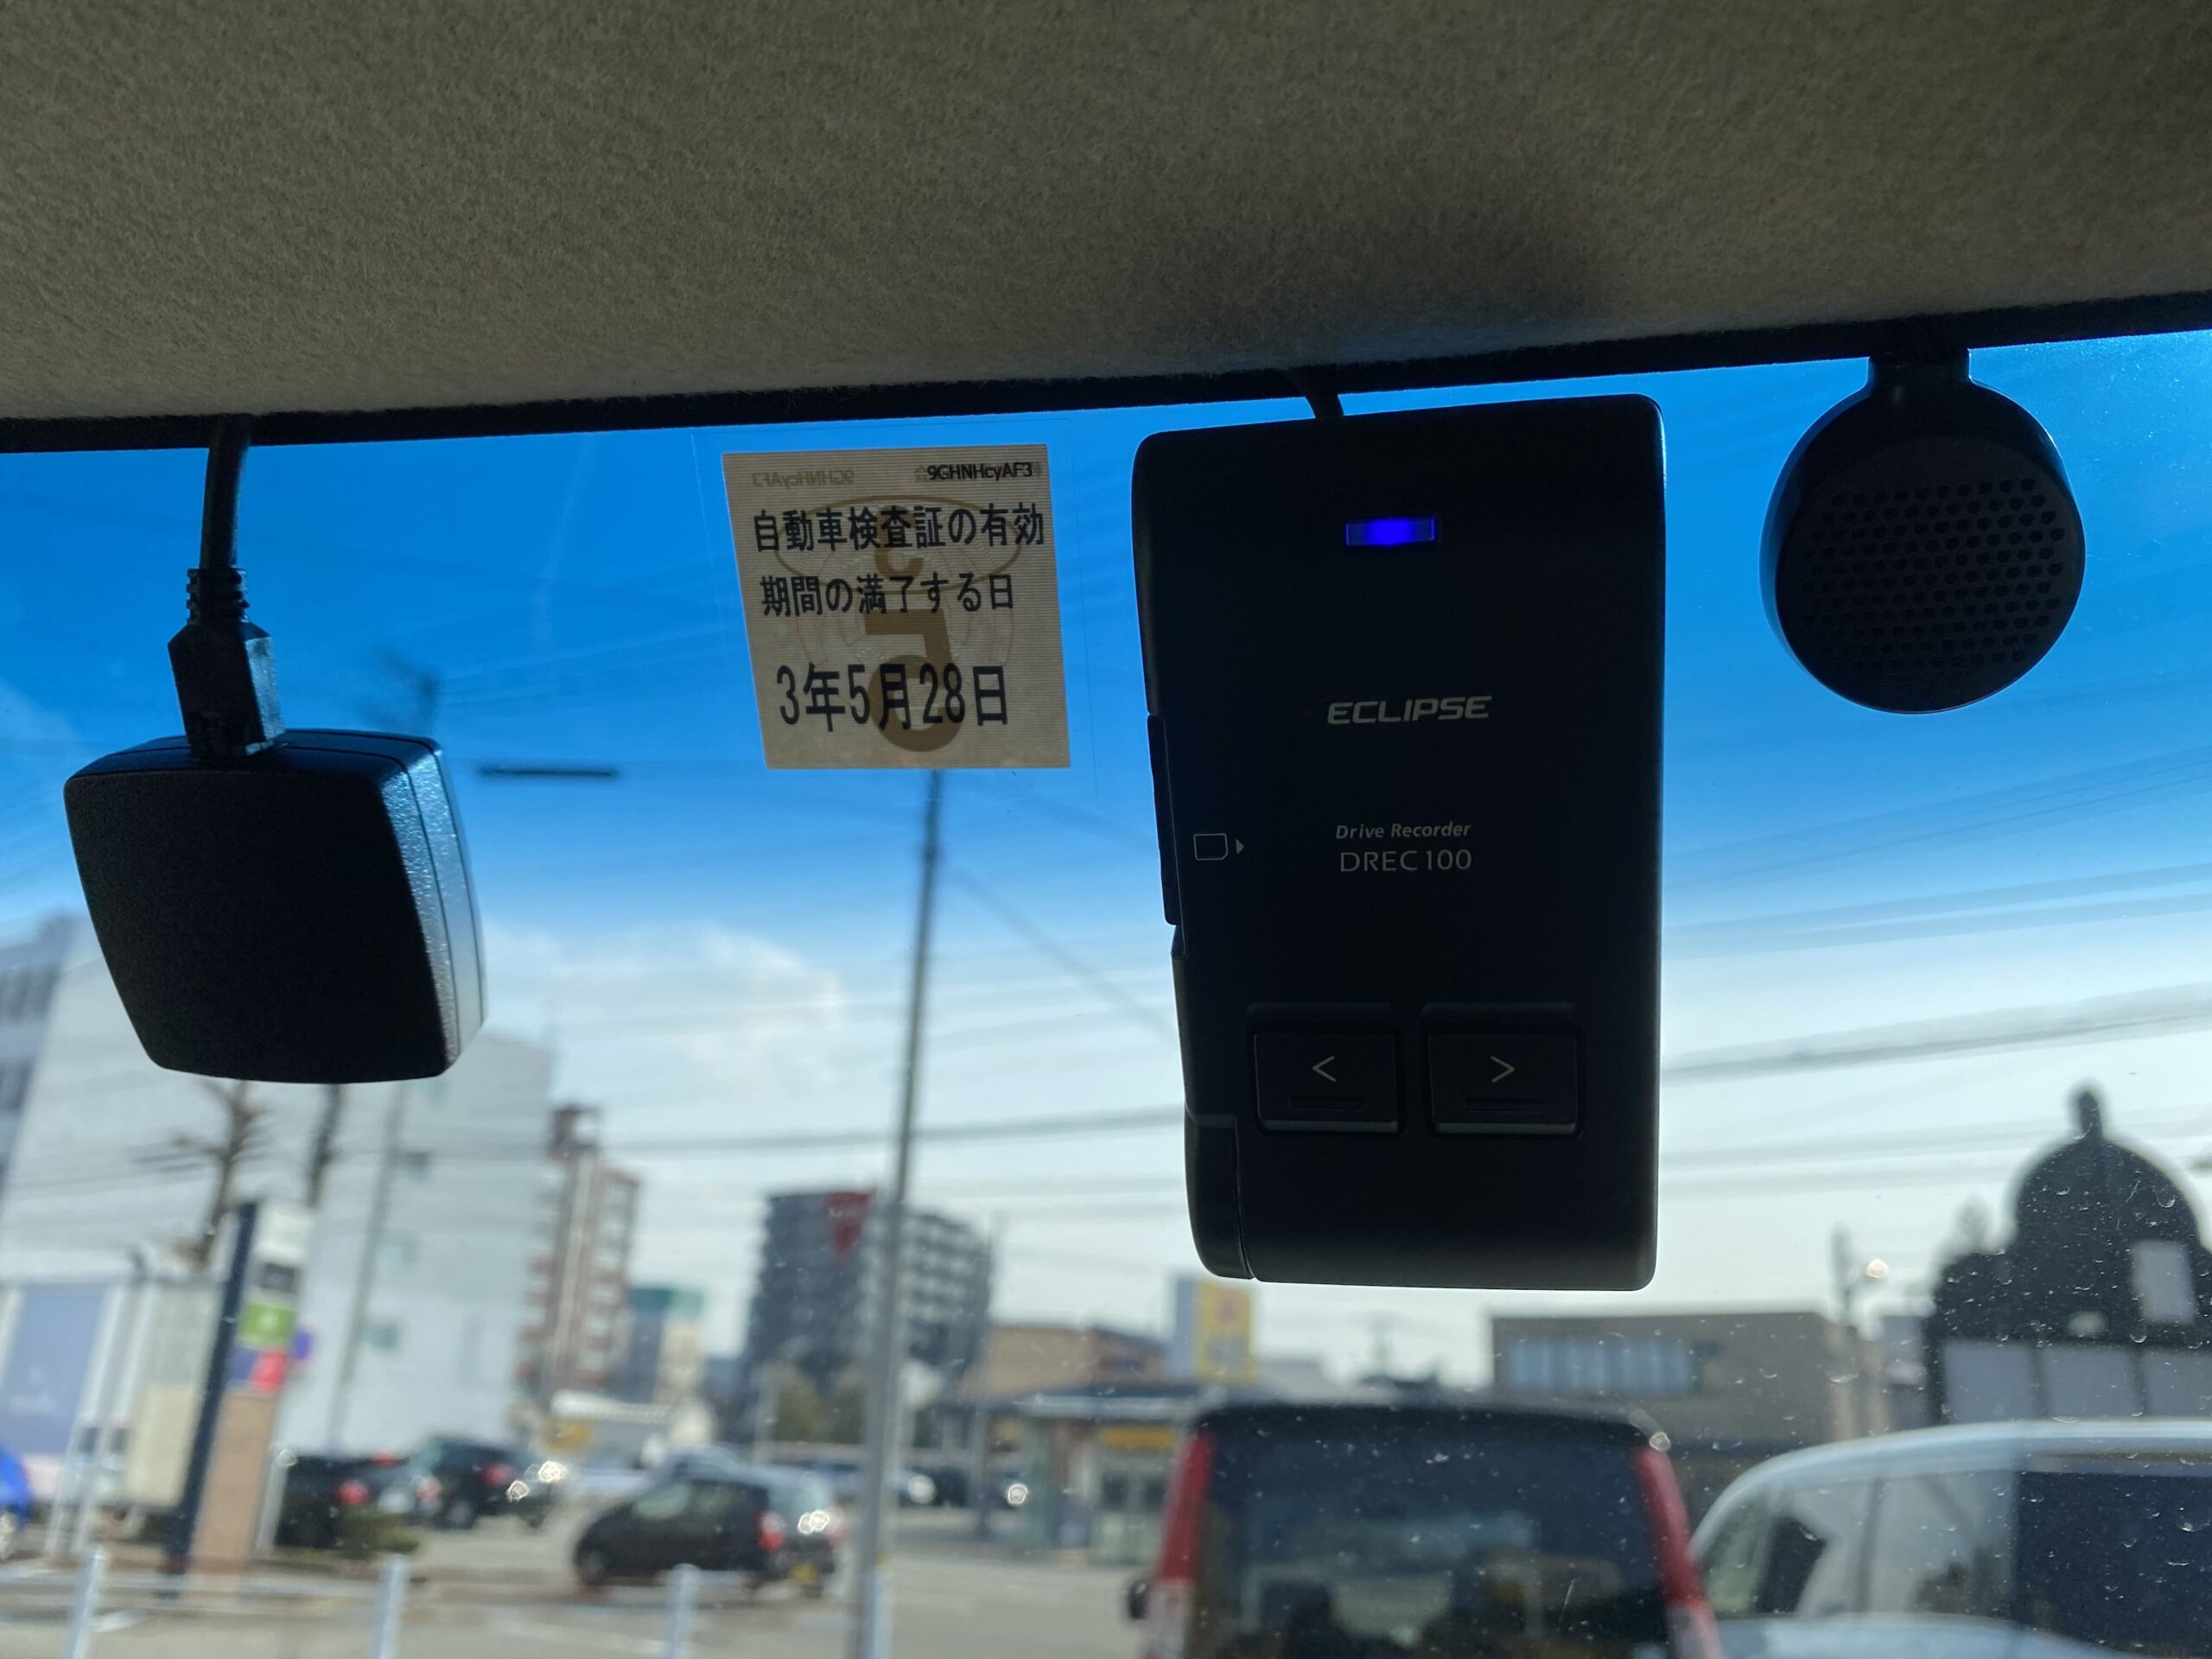 9GHNHcyAF3
自動車検査証の有効
期間の満了する日
3年5月28日
ECLIPSE
Drive Recorder
DREC100
< >